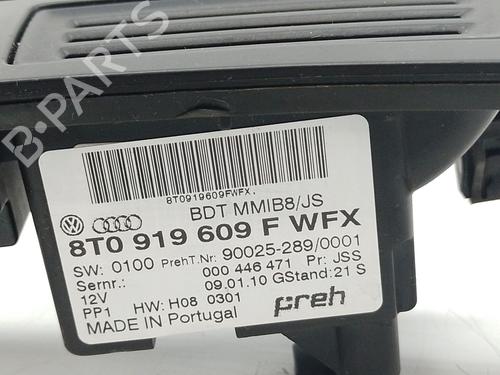 B-PARTS
8T0919609FWFX.
BDT MMIB8/JS
8T0 919 609 F WFX
SW: 0100 PrehT.Nr: 90025-289/0001
Sernr.: 000 446 471 Pr: JSS
12V 09.01.10 GStand: 21 S
PP1 HW: H08 0301
MADE IN Portugal preh